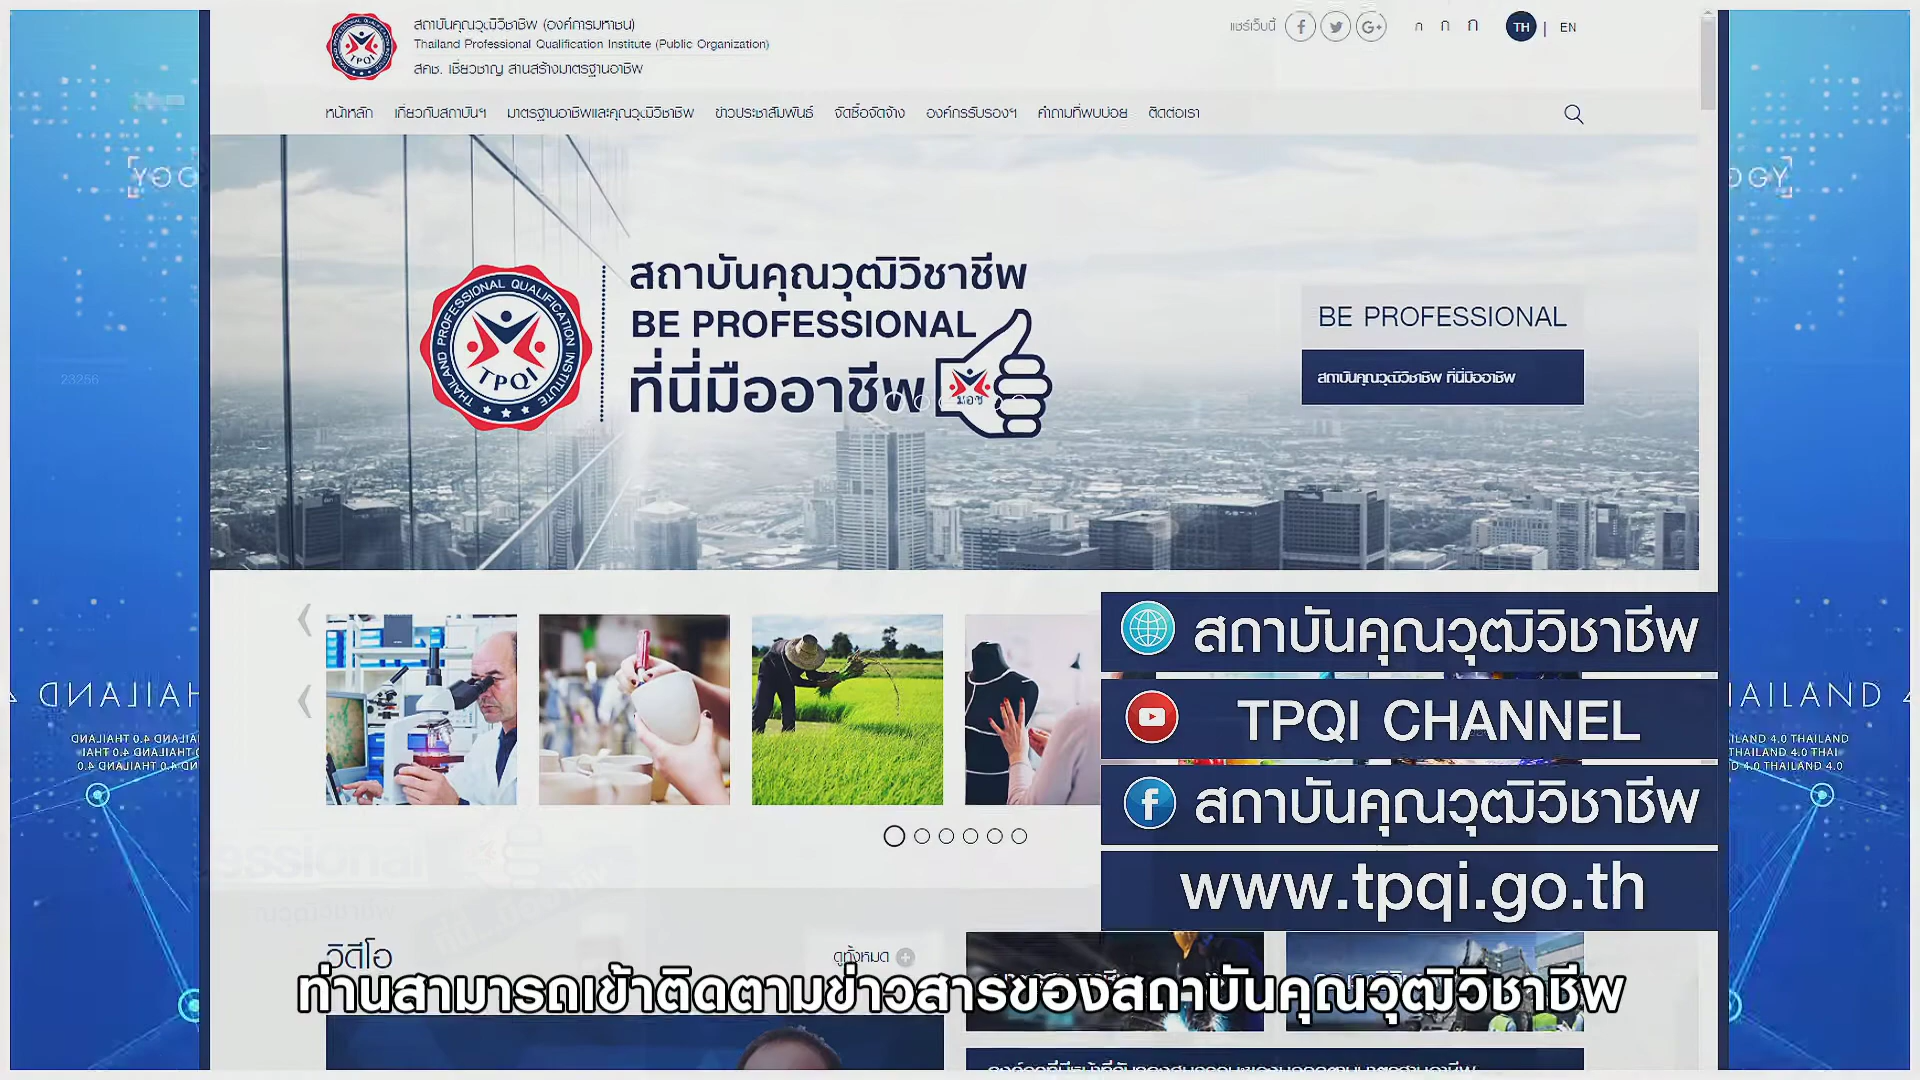 สถาบันคุณวุฒิวิชาชีพ (องค์การมหาชน)
Thailand Professional Qualification Institute (Public Organization)
สคช. เชี่ยวชาญ สานสร้างมาตรฐานอาชีพ
แชร์เว็บนี้
ก ก ก
TH | EN
หน้าหลัก เกี่ยวกับสถาบันฯ มาตรฐานอาชีพและคุณวุฒิวิชาชีพ ข่าวประชาสัมพันธ์ จัดซื้อจัดจ้าง องค์กรรับรองฯ คำถามที่พบบ่อย ติดต่อเรา
THAILAND PROFESSIONAL QUALIFICATION INSTITUTE
TPQI
สถาบันคุณวุฒิวิชาชีพ
BE PROFESSIONAL
ที่นี่มืออาชีพ
มอช
BE PROFESSIONAL
สถาบันคุณวุฒิวิชาชีพ ที่นี่มืออาชีพ
23256
สถาบันคุณวุฒิวิชาชีพ
TPQI CHANNEL
สถาบันคุณวุฒิวิชาชีพ
www.tpqi.go.th
วิดีโอ
ดูทั้งหมด
ท่านสามารถเข้าติดตามข่าวสารของสถาบันคุณวุฒิวิชาชีพ